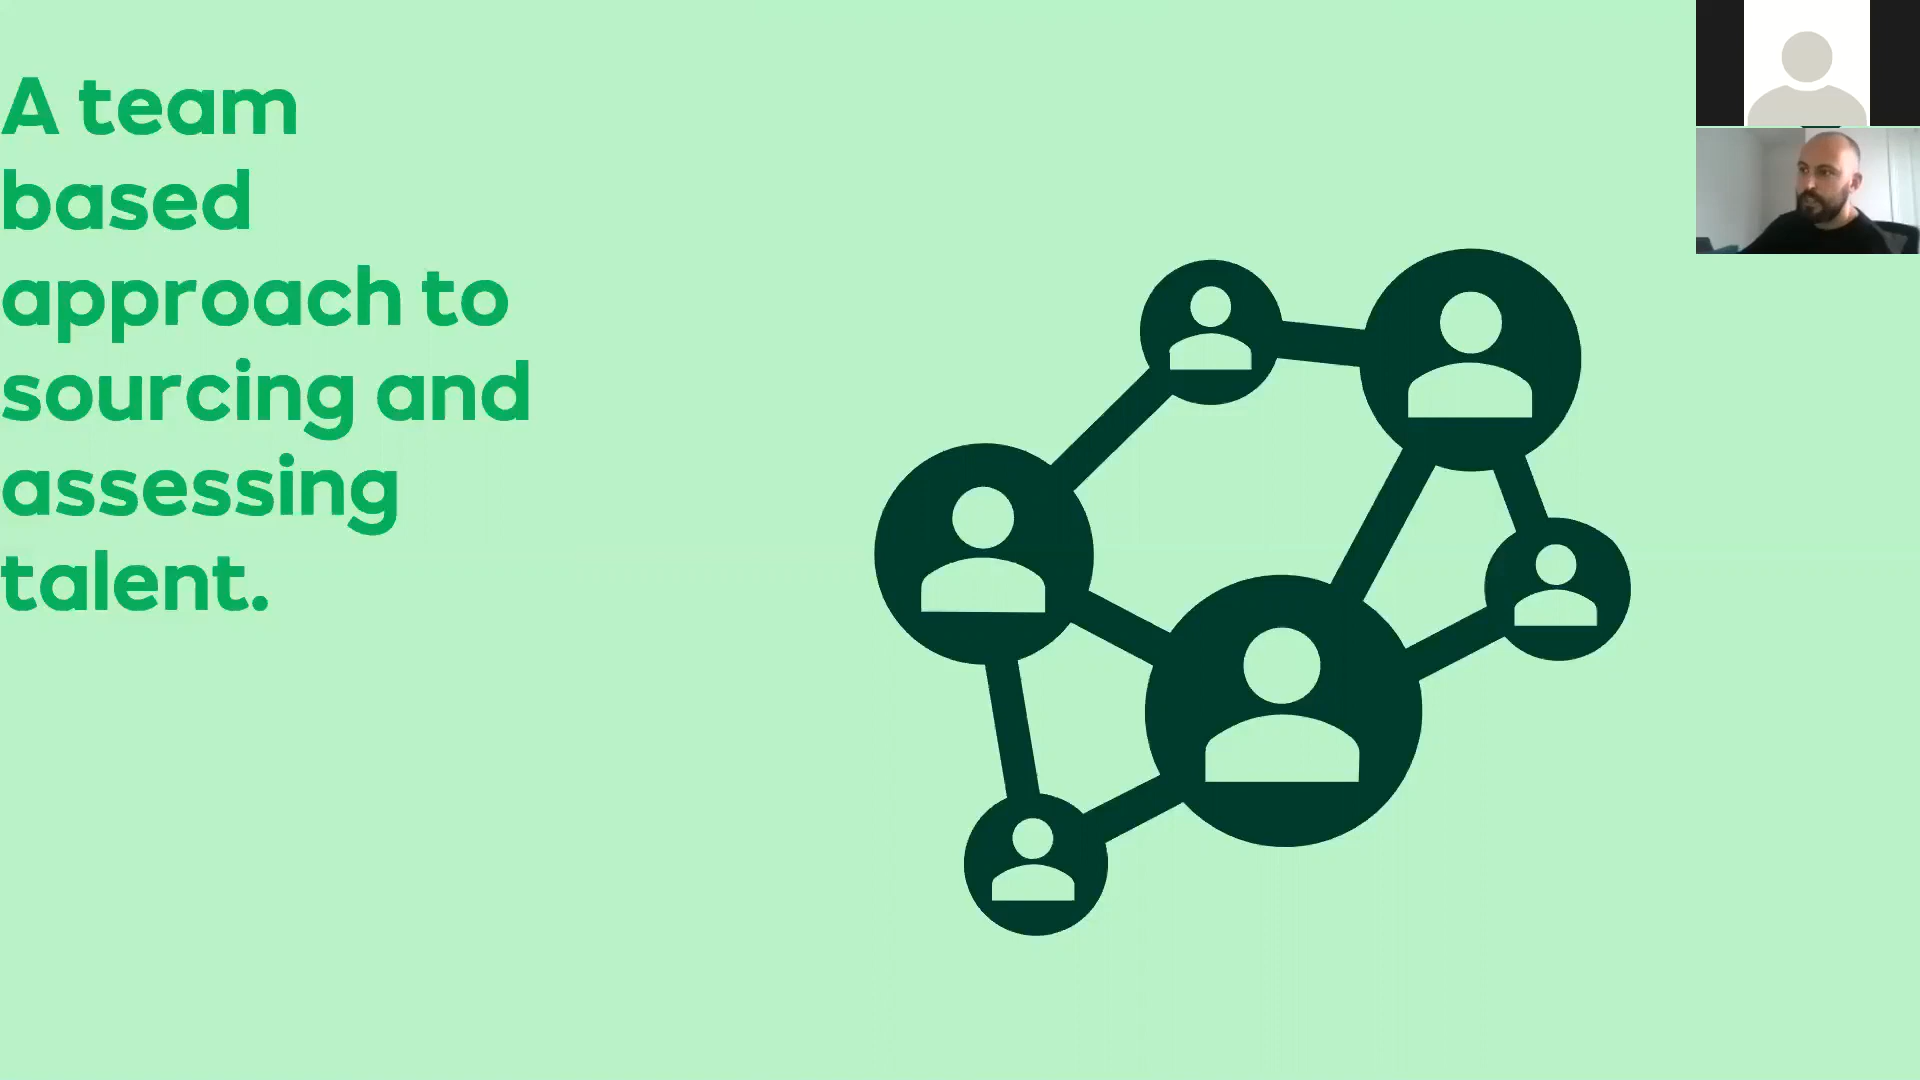 A team
based
approach to
sourcing and
assessing
talent.